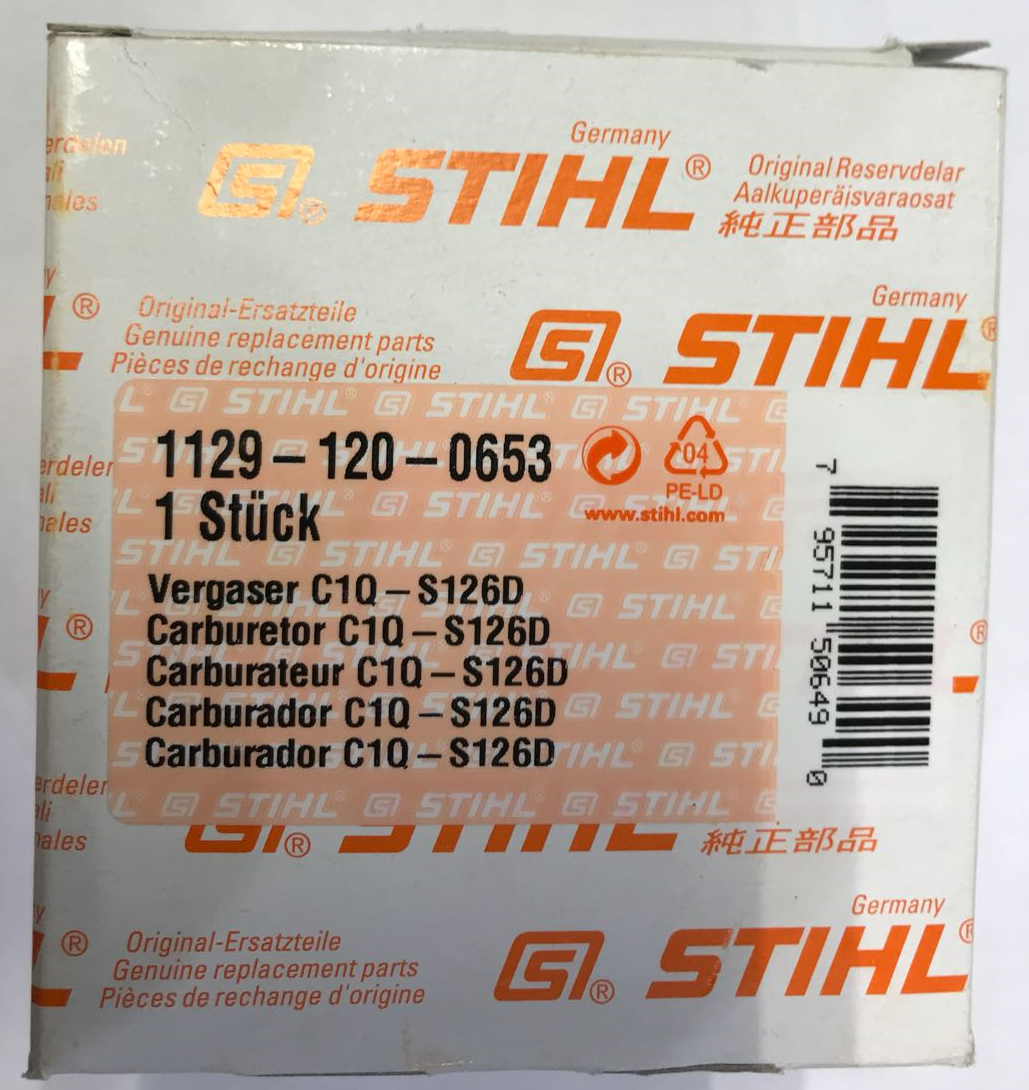 Germany
STIHL®
Original Reservdelar
Aalkuperäisvaraosat
純正部品
Germany
Original-Ersatzteile
Genuine replacement parts
Pièces de rechange d'origine
STIHL®
1129-120-0653
04
PE-LD
www.stihl.com
1 Stück
Vergaser C1Q-S126D
Carburetor C1Q-S126D
Carburateur C1Q-S126D
Carburador C1Q-S126D
Carburador C1Q-S126D
7 95711 50649 0
純正部品
Germany
Original-Ersatzteile
Genuine replacement parts
Pièces de rechange d'origine
STIHL®